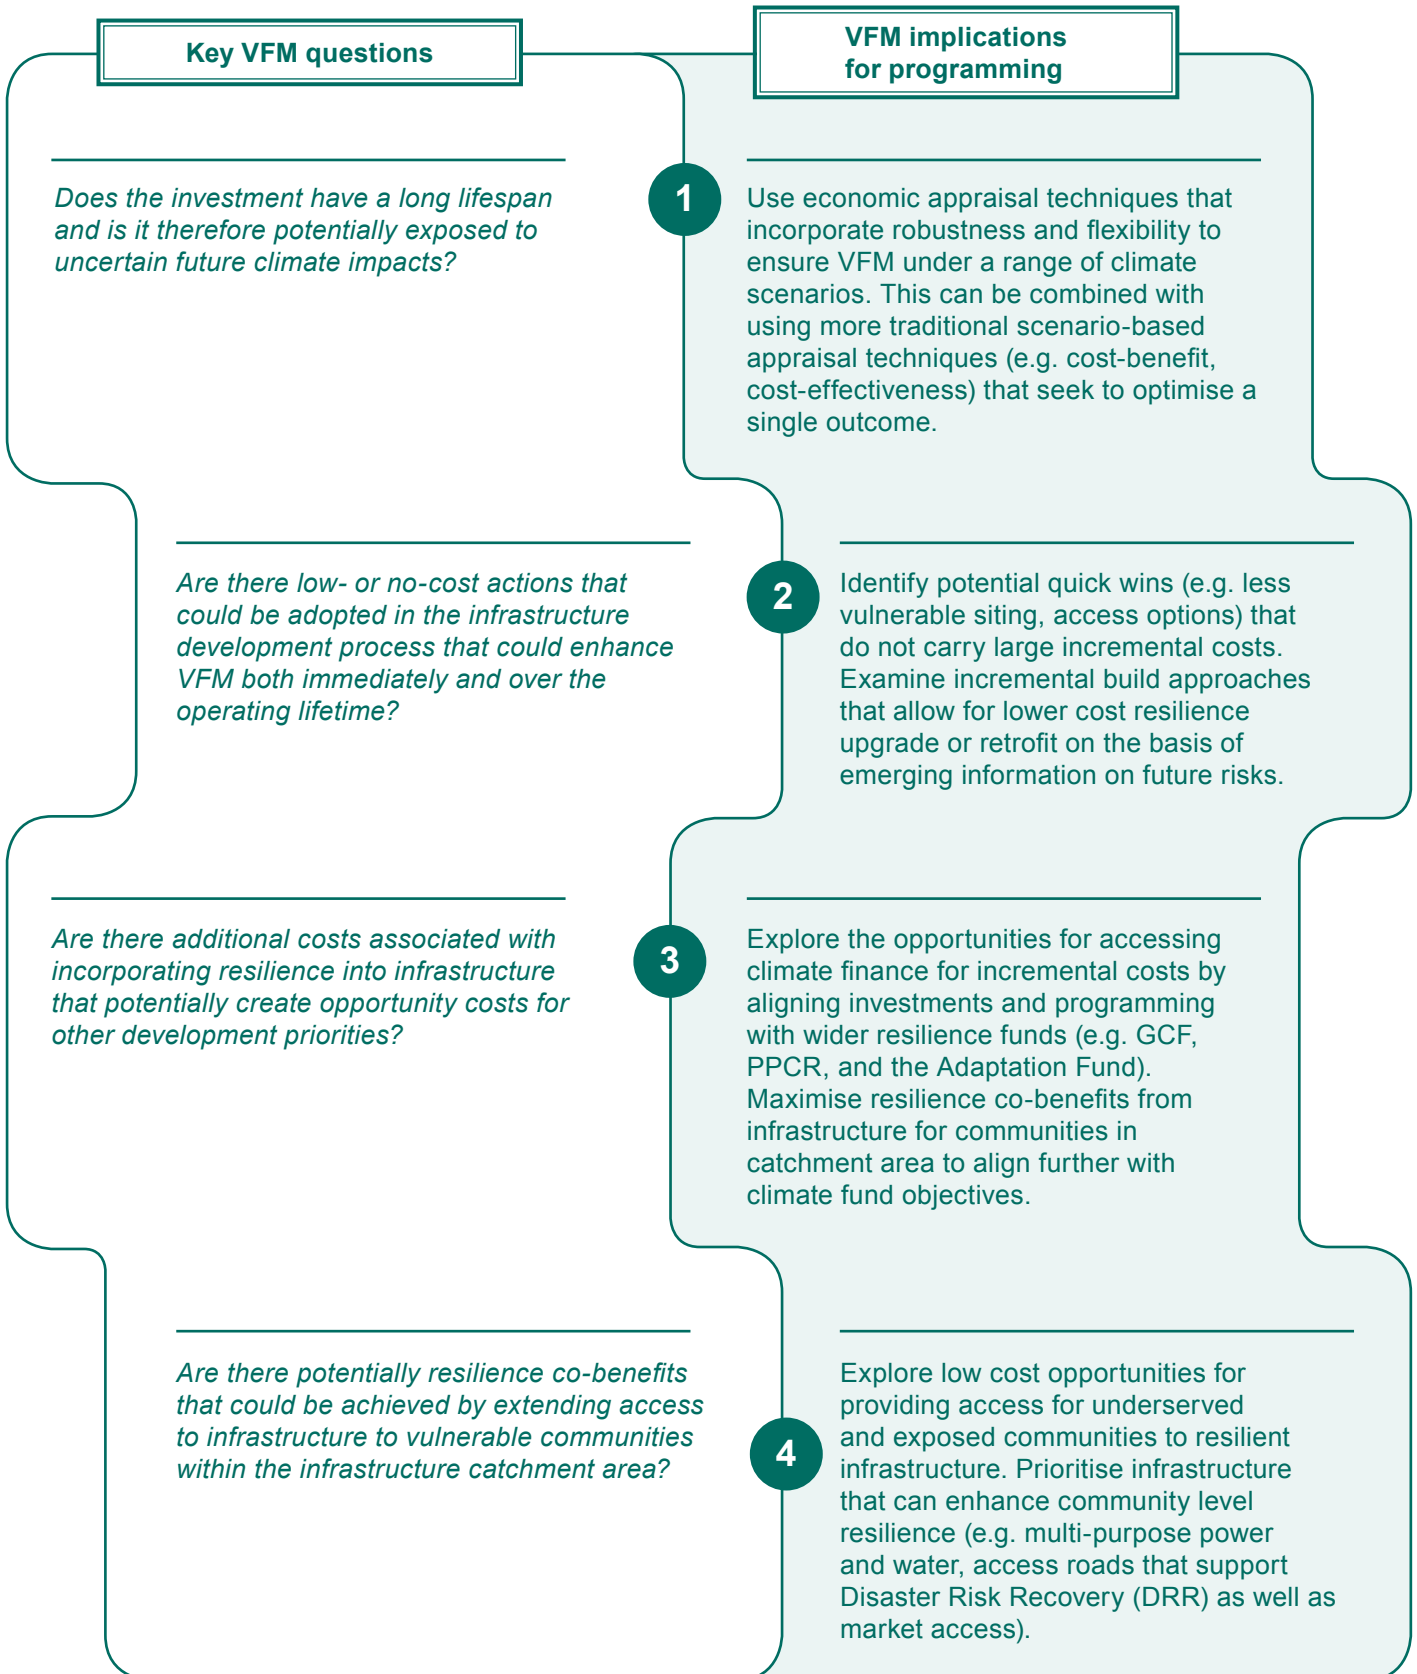 Key VFM questions
VFM implications
for programming
Does the investment have a long lifespan
and is it therefore potentially exposed to
uncertain future climate impacts?
1
Use economic appraisal techniques that
incorporate robustness and flexibility to
ensure VFM under a range of climate
scenarios. This can be combined with
using more traditional scenario-based
appraisal techniques (e.g. cost-benefit,
cost-effectiveness) that seek to optimise a
single outcome.
Are there low- or no-cost actions that
could be adopted in the infrastructure
development process that could enhance
VFM both immediately and over the
operating lifetime?
2
Identify potential quick wins (e.g. less
vulnerable siting, access options) that
do not carry large incremental costs.
Examine incremental build approaches
that allow for lower cost resilience
upgrade or retrofit on the basis of
emerging information on future risks.
Are there additional costs associated with
incorporating resilience into infrastructure
that potentially create opportunity costs for
other development priorities?
3
Explore the opportunities for accessing
climate finance for incremental costs by
aligning investments and programming
with wider resilience funds (e.g. GCF,
PPCR, and the Adaptation Fund).
Maximise resilience co-benefits from
infrastructure for communities in
catchment area to align further with
climate fund objectives.
Are there potentially resilience co-benefits
that could be achieved by extending access
to infrastructure to vulnerable communities
within the infrastructure catchment area?
4
Explore low cost opportunities for
providing access for underserved
and exposed communities to resilient
infrastructure. Prioritise infrastructure
that can enhance community level
resilience (e.g. multi-purpose power
and water, access roads that support
Disaster Risk Recovery (DRR) as well as
market access).